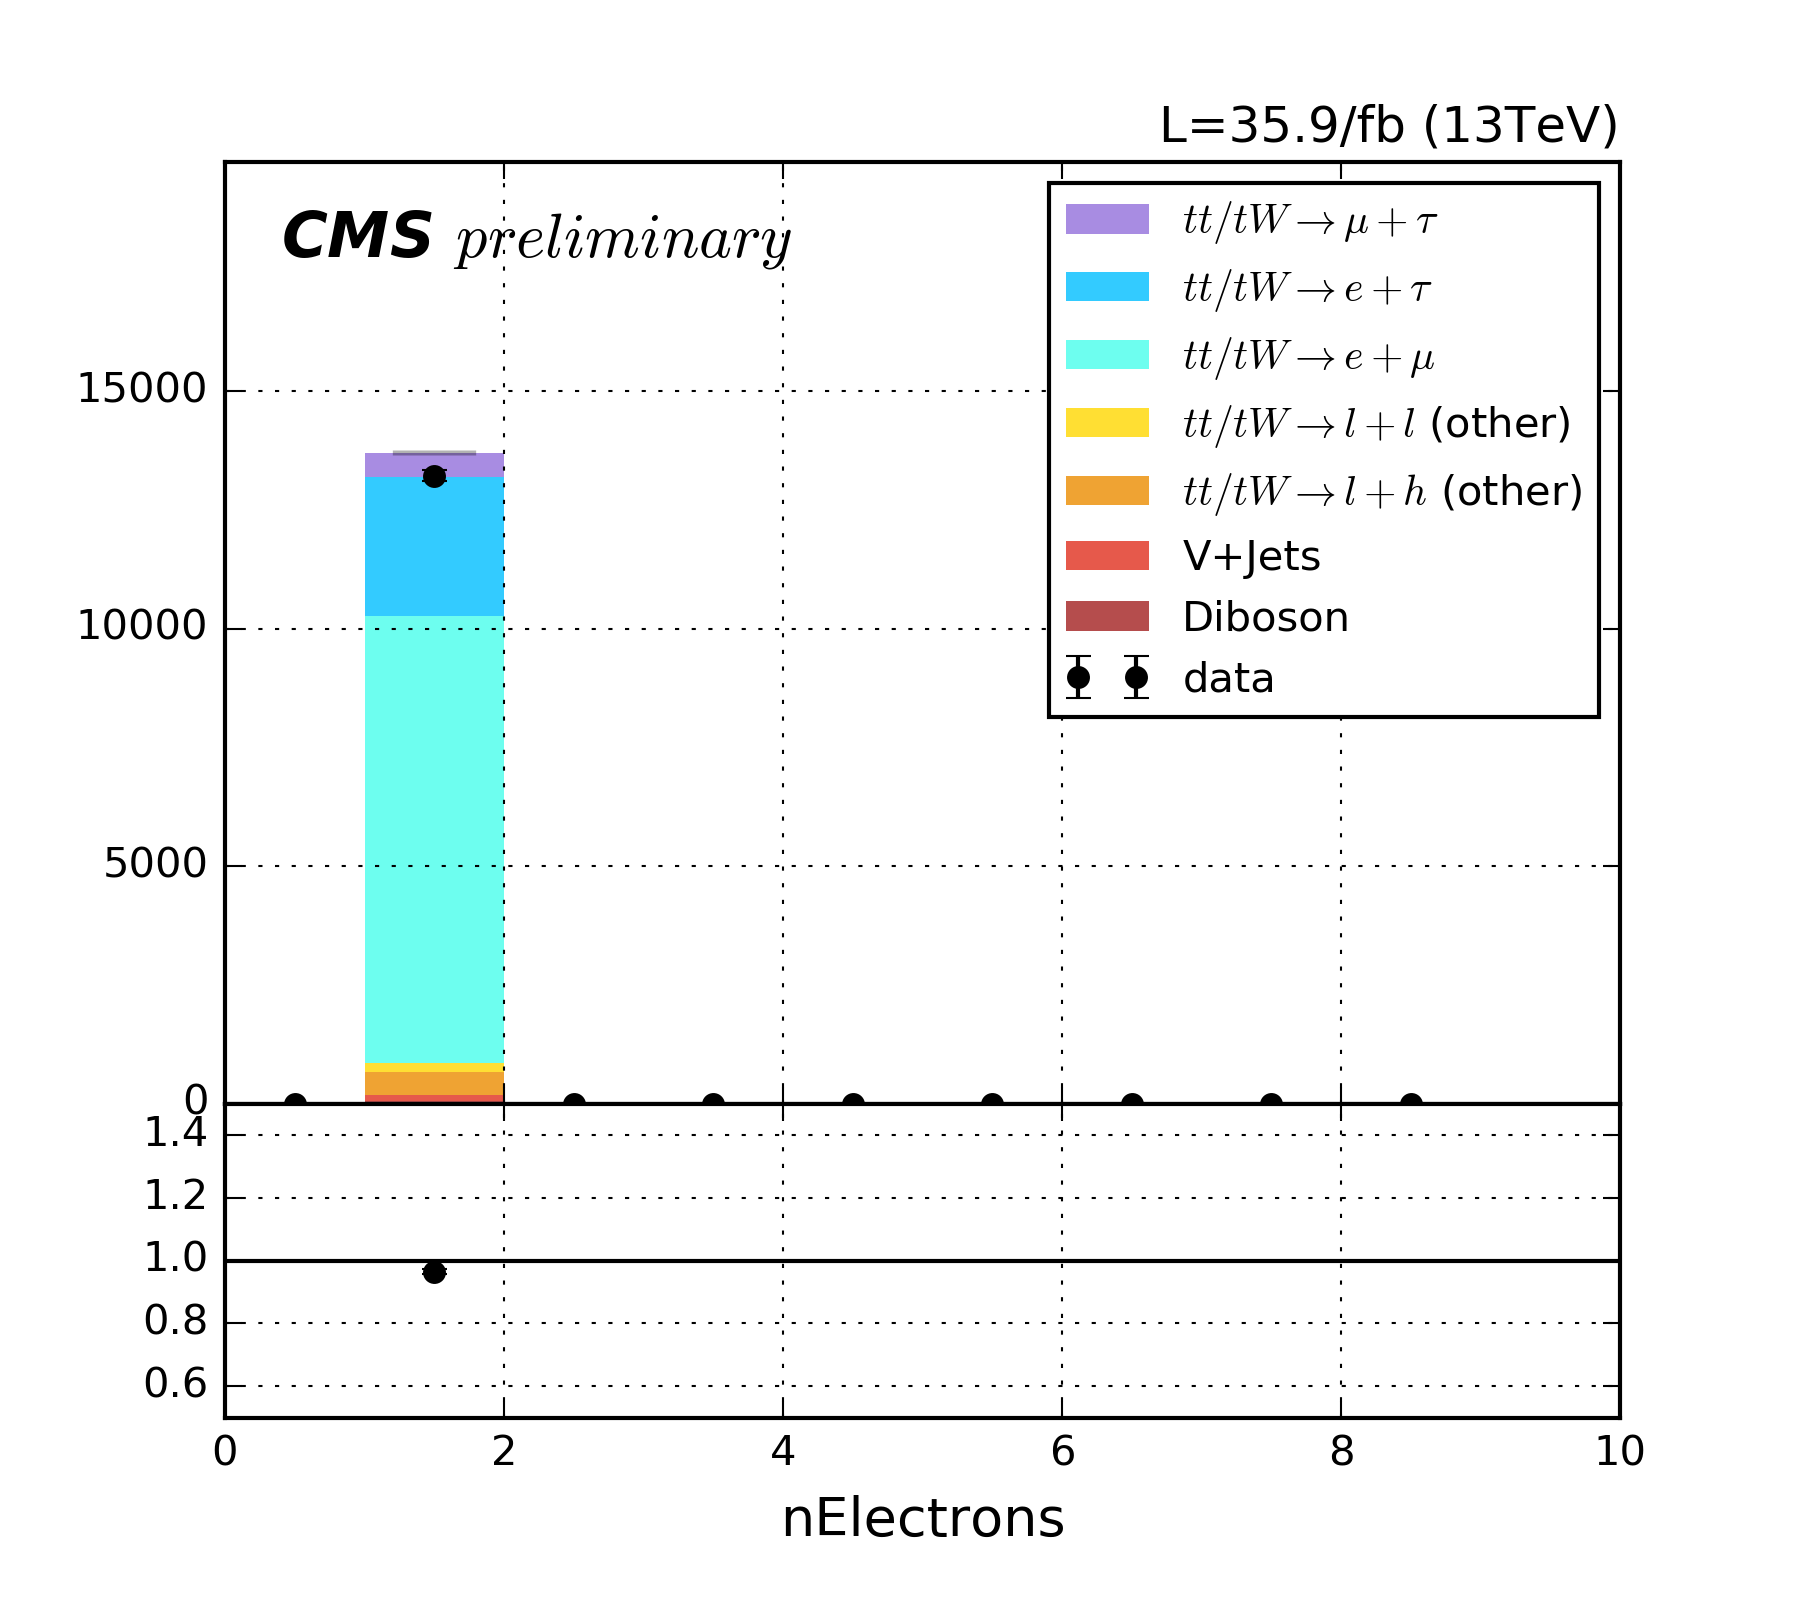 L=35.9/fb (13TeV)
CMS preliminary
tt/tW → μ + τ
tt/tW → e + τ
tt/tW → e + μ
tt/tW → l + l (other)
tt/tW → l + h (other)
V+Jets
Diboson
data
15000
10000
5000
0
1.4
1.2
1.0
0.8
0.6
0 2 4 6 8 10
nElectrons